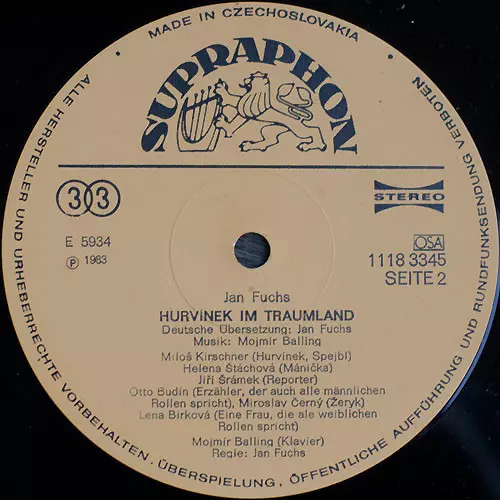 MADE IN CZECHOSLOVAKIA
ALLE HERSTELLER UND URHEBERRECHTE VORBEHALTEN. ÜBERSPIELUNG. ÖFFENTLICHE AUFFÜHRUNG UND RUNDFUNKSENDUNG VERBOTEN
SUPRAPHON
33
STEREO
E 5934
℗ 1983
OSA
1118 3345
SEITE 2
Jan Fuchs
HURVÍNEK IM TRAUMLAND
Deutsche Übersetzung: Jan Fuchs
Musik: Mojmír Balling
Miloš Kirschner (Hurvínek, Spejbl)
Helena Štáchová (Mánička)
Jiří Šrámek (Reporter)
Otto Budín (Erzähler, der auch alle männlichen
Rollen spricht), Miroslav Černý (Žeryk)
Lena Birková (Eine Frau, die ale weiblichen
Rollen spricht)
Mojmír Balling (Klavier)
Regie: Jan Fuchs